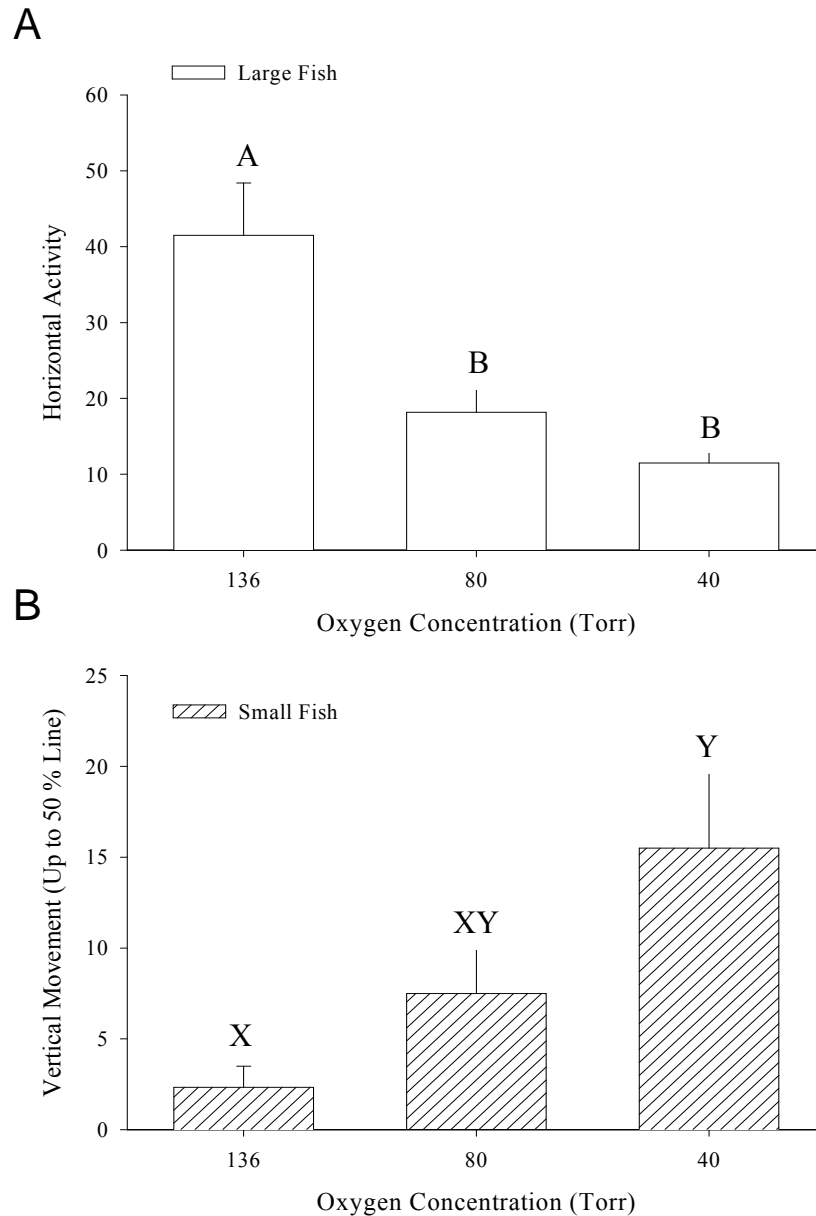 A
Large Fish
60
50
40
30
20
10
0
Horizontal Activity
A
B
B
136 80 40
Oxygen Concentration (Torr)
B
Small Fish
25
20
15
10
5
0
Vertical Movement (Up to 50 % Line)
X
XY
Y
136 80 40
Oxygen Concentration (Torr)